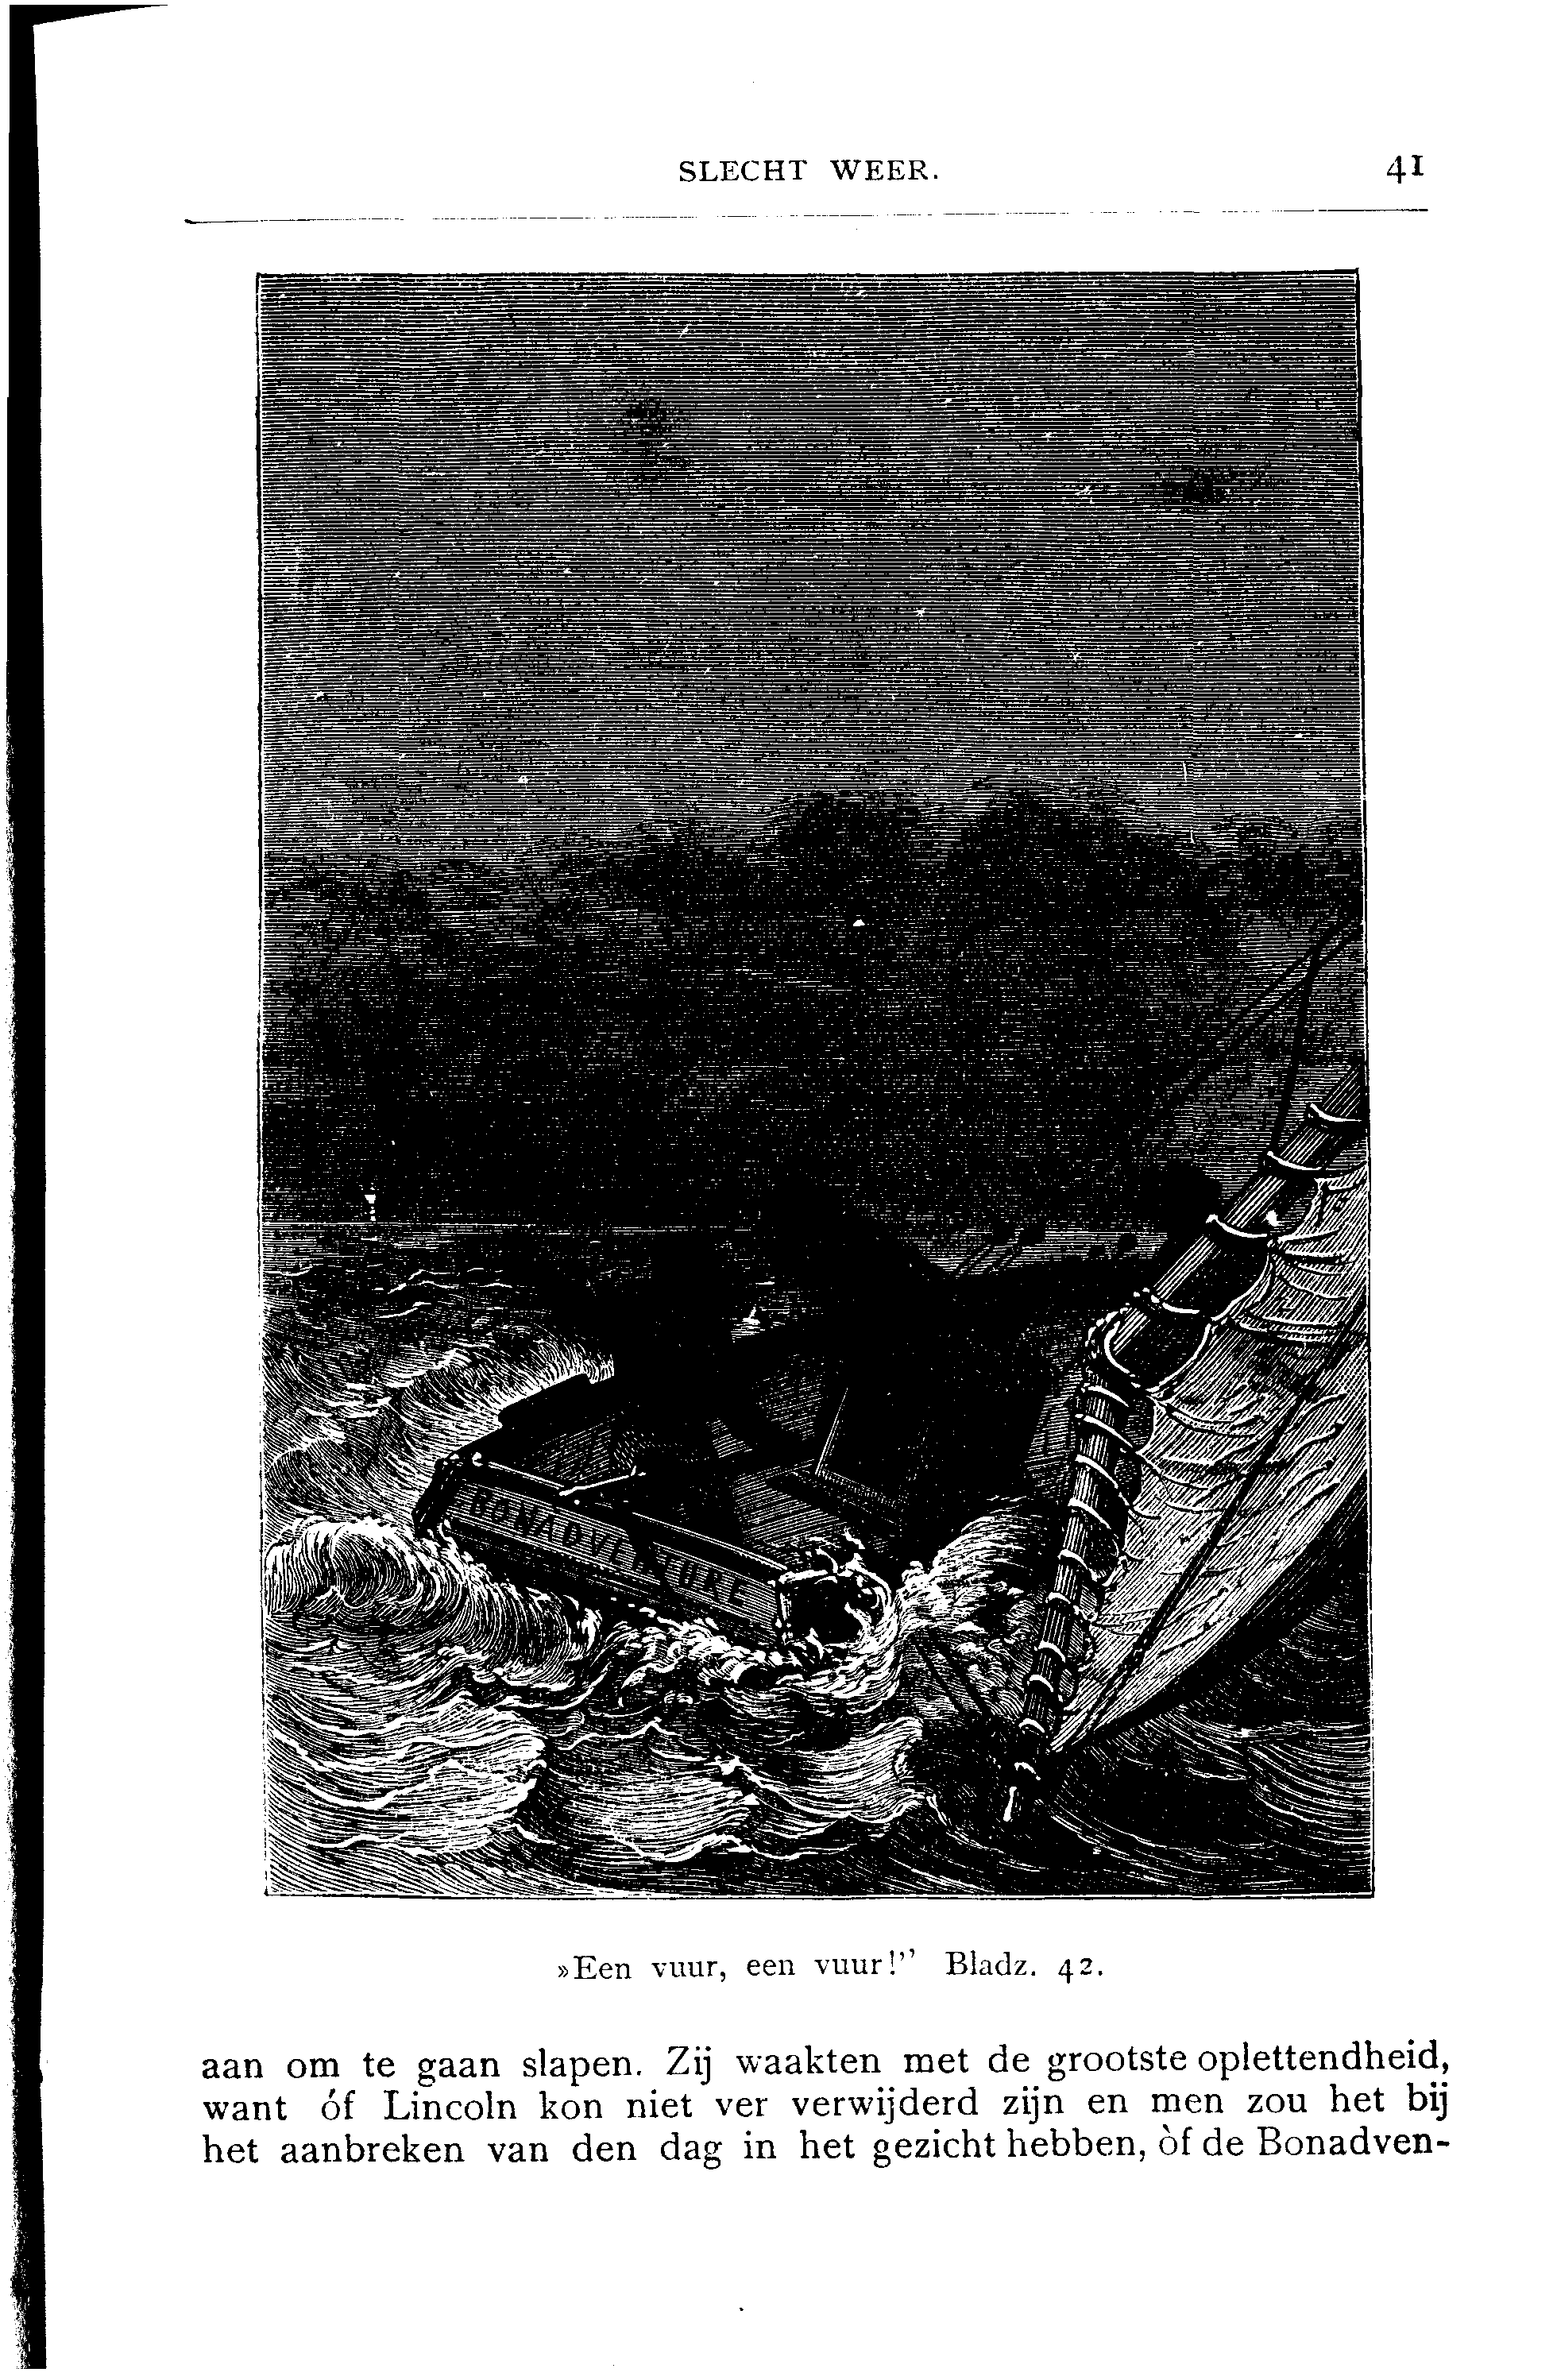 SLECHT WEER. 41
BONADVENTURE
»Een vuur, een vuur!’’ Bladz. 42.
aan om te gaan slapen. Zij waakten met de grootste oplettendheid,
want óf Lincoln kon niet ver verwijderd zijn en men zou het bij
het aanbreken van den dag in het gezicht hebben, òf de Bonadven-